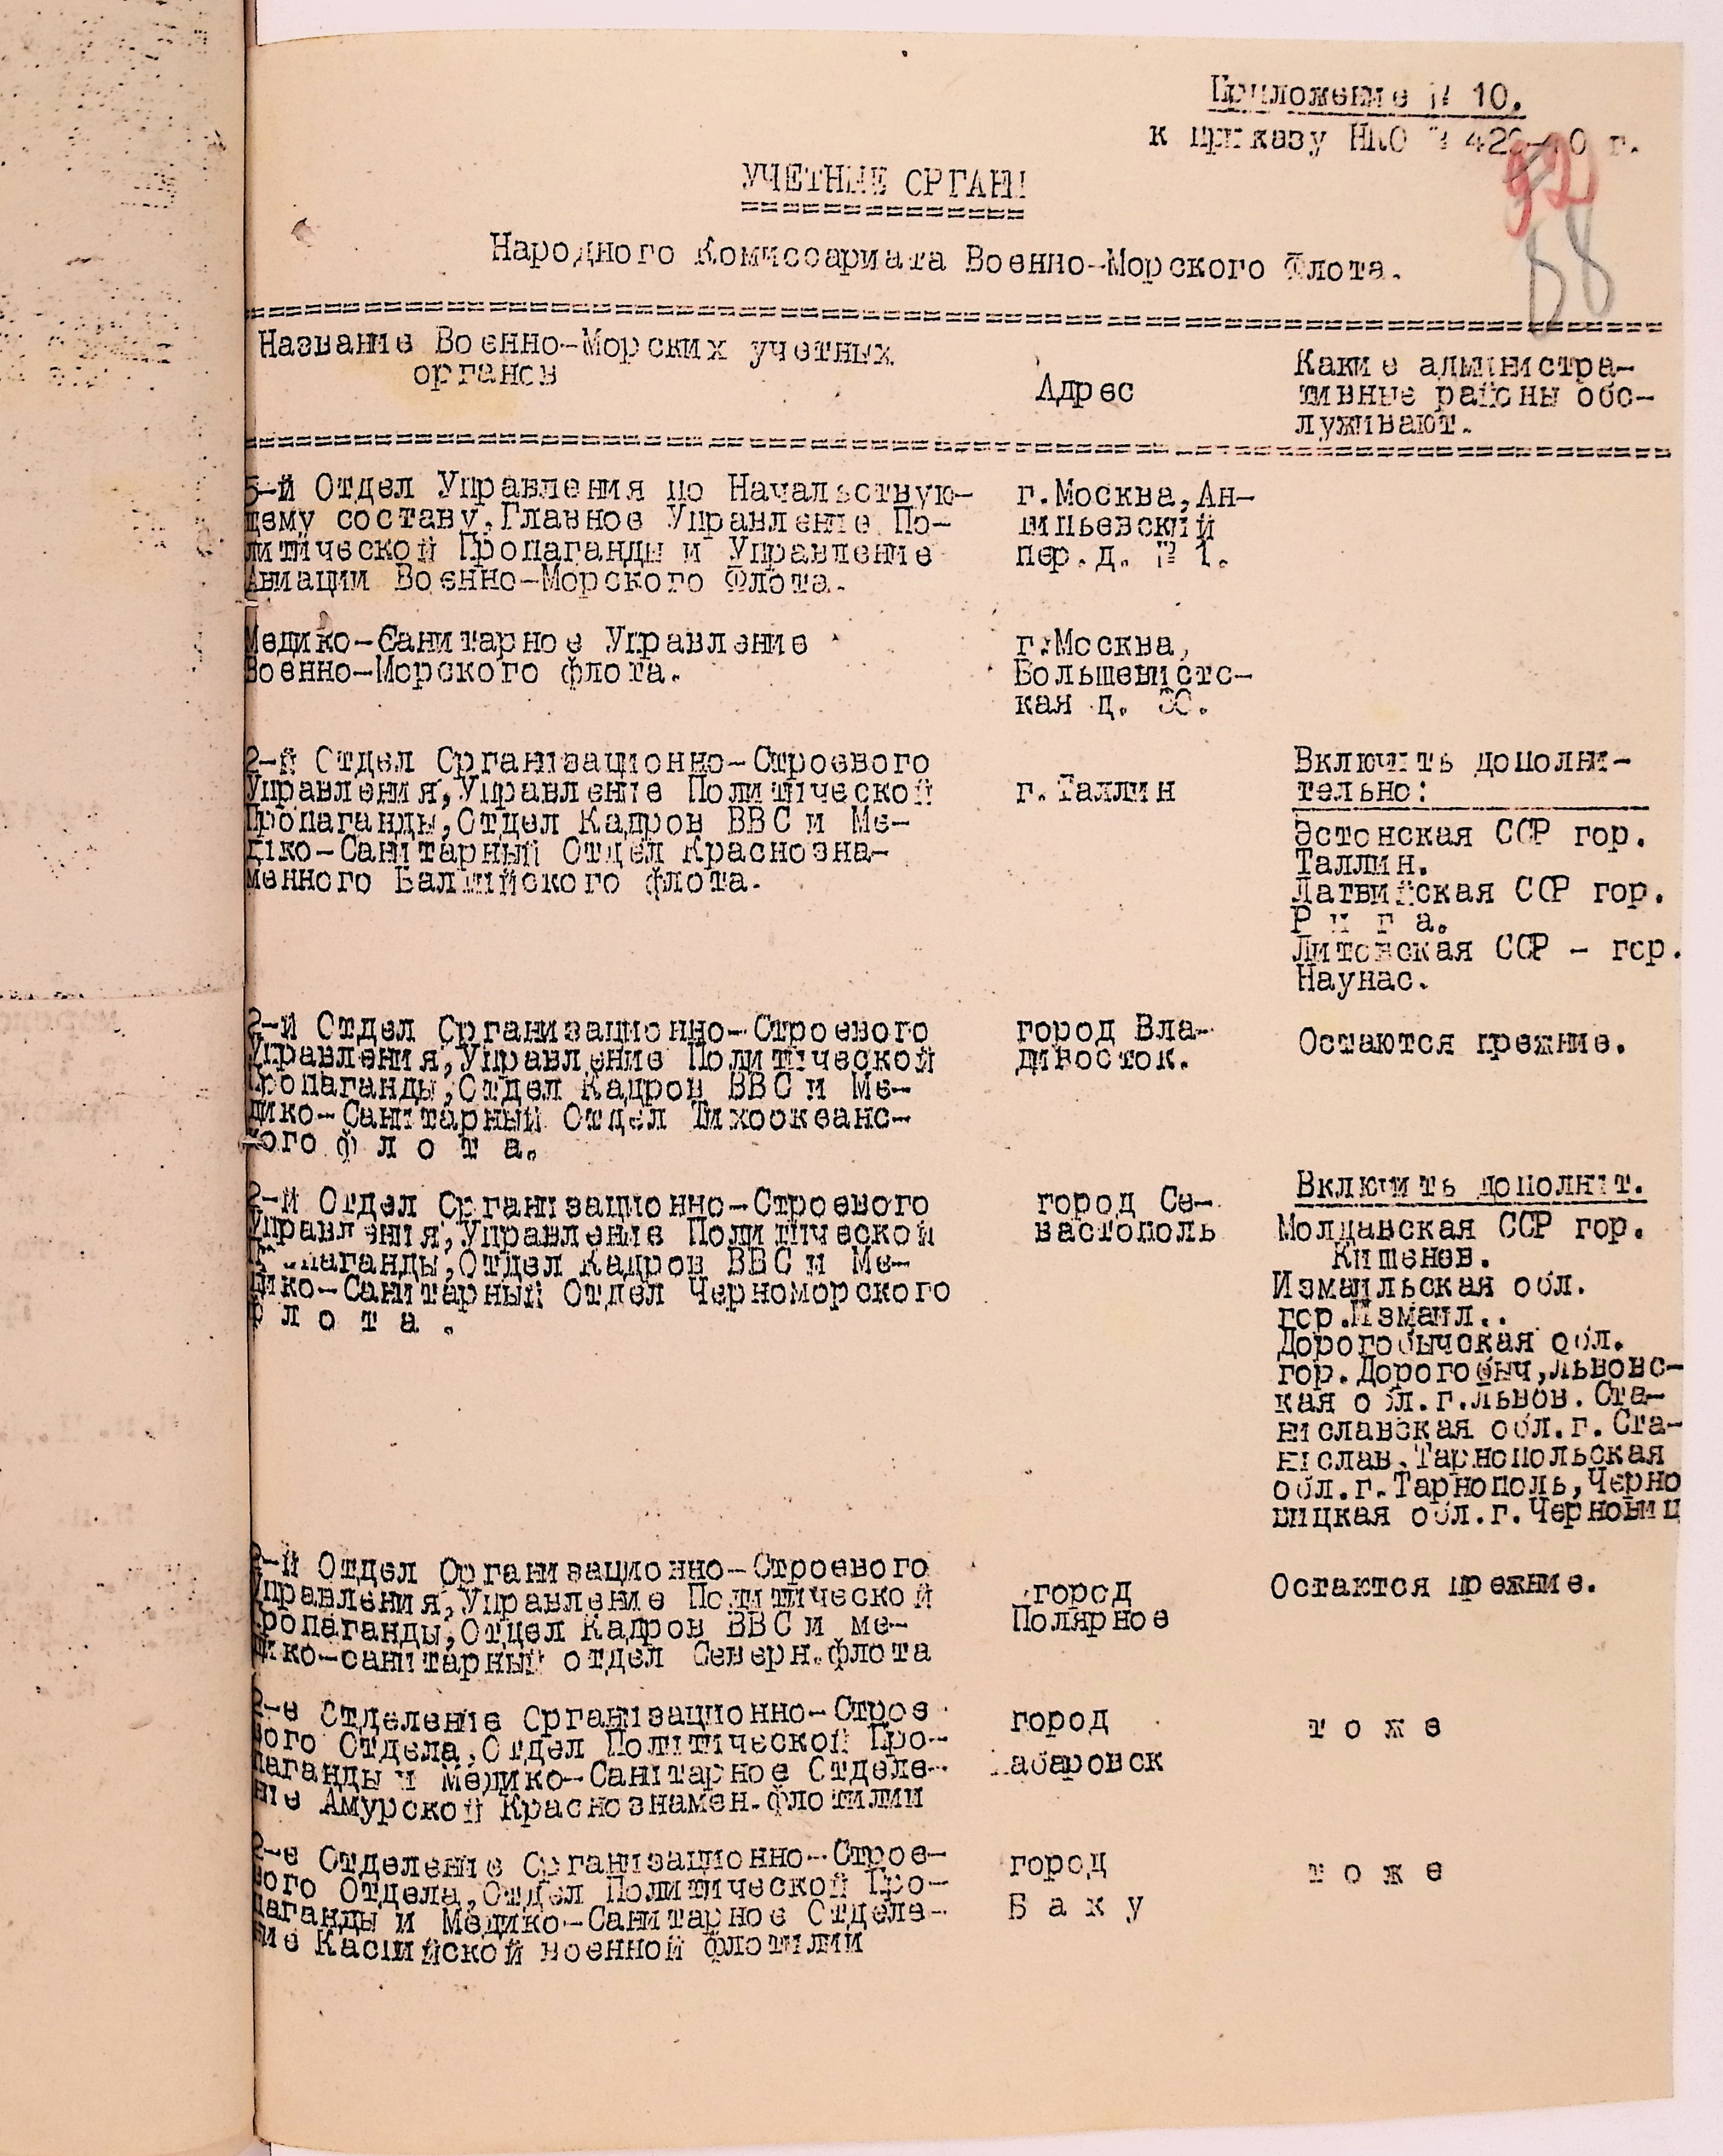 Приложение № 10.
к приказу НКО № 42 -40 г.
92
88
УЧЕТНЫЕ ОРГАНЫ
Народного Комиссариата Военно-Морского Флота.
Название Военно-Морских учетных
органов
Адрес
Какие администра-
тивные районы обс-
луживают.
5-й Отдел Управления по Начальствую-
щему составу, Главное Управление По-
литической Пропаганды и Управление
Авиации Военно-Морского Флота.
г.Москва, Ан-
типьевский
пер.д. № 1.
Медико-Санитарное Управление
Военно-Морского флота.
г.Москва,
Большевистс-
кая д.
2-й Отдел Организационно-Строевого
Управления, Управление Политической
Пропаганды, Отдел Кадров ВВС и Ме-
дико-Санитарный Отдел Краснозна-
менного Балтийского флота.
г.Таллин
Включить дополни-
тельно:
Эстонская ССР гор.
Таллин.
Латвийская ССР гор.
Р и г а.
Литовская ССР - гор.
Наунас.
2-й Отдел Организационно-Строевого
Управления, Управление Политической
Пропаганды, Отдел Кадров ВВС и Ме-
дико-Санитарный Отдел Тихоокеанс-
кого ф л о т а.
город Вла-
дивосток.
Остаются прежние.
2-й Отдел Организационно-Строевого
Управления, Управление Политической
Пропаганды, Отдел Кадров ВВС и Ме-
дико-Санитарный Отдел Черноморского
ф л о т а .
город Се-
вастополь
Включить дополнит.
Молдавская ССР гор.
Кишенев.
Измаильская обл.
гор.Измаил..
Дорогобычская обл.
гор.Дорогобыч, Львовс-
кая обл.г.Львов. Ста-
ниславская обл.г. Ста-
нислав. Тарнопольская
обл.г.Тарнополь, Черно
вицкая обл.г.Черновиц
2-й Отдел Организационно-Строевого
Управления, Управление Политической
Пропаганды, Отдел Кадров ВВС и ме-
дико-санитарный отдел Северн.флота
город
Полярное
Остаются прежние.
2-е Отделение Организационно-Строе-
вого Отдела, Отдел Политической Про-
паганды и Медико-Санитарное Отделе-
ние Амурской Краснознамен.флотилии
город
Хабаровск
т о ж е
2-е Отделение Организационно-Строе-
вого Отдела, Отдел Политической Про-
паганды и Медико-Санитарное Отделе-
ние Каспийской военной флотилии
город
Б а к у
т о ж е